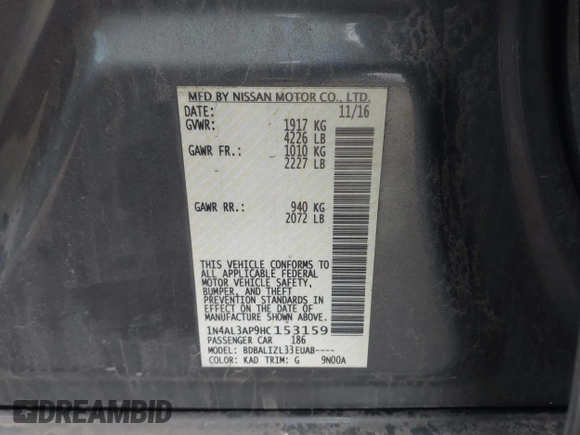 MFD BY NISSAN MOTOR CO., LTD.
DATE: 11/16
GVWR: 1917 KG
4226 LB
GAWR FR.: 1010 KG
2227 LB
GAWR RR.: 940 KG
2072 LB
THIS VEHICLE CONFORMS TO
ALL APPLICABLE FEDERAL
MOTOR VEHICLE SAFETY,
BUMPER, AND THEFT
PREVENTION STANDARDS IN
EFFECT ON THE DATE OF
MANUFACTURE SHOWN ABOVE.
1N4AL3AP9HC153159
PASSENGER CAR 186
MODEL: BDBALIZL33EUAB----
COLOR: KAD TRIM: G 9N00A
DREAMBID